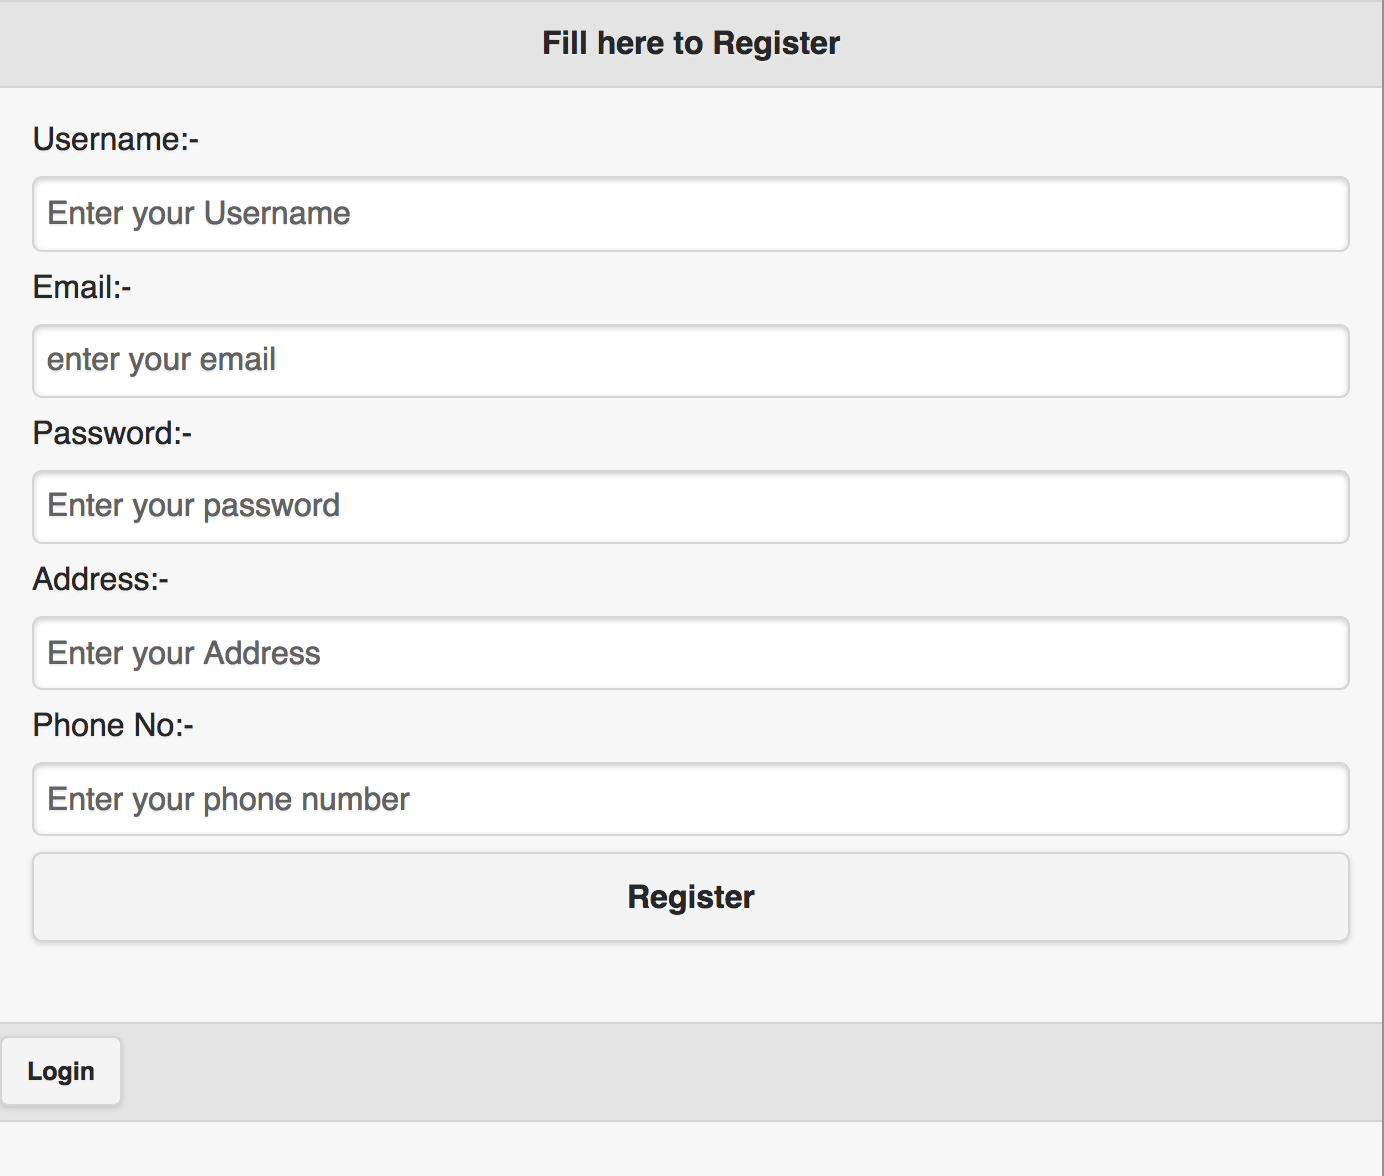 Fill here to Register
Username:-
Enter your Username
Email:-
enter your email
Password:-
Enter your password
Address:-
Enter your Address
Phone No:-
Enter your phone number
Register
Login